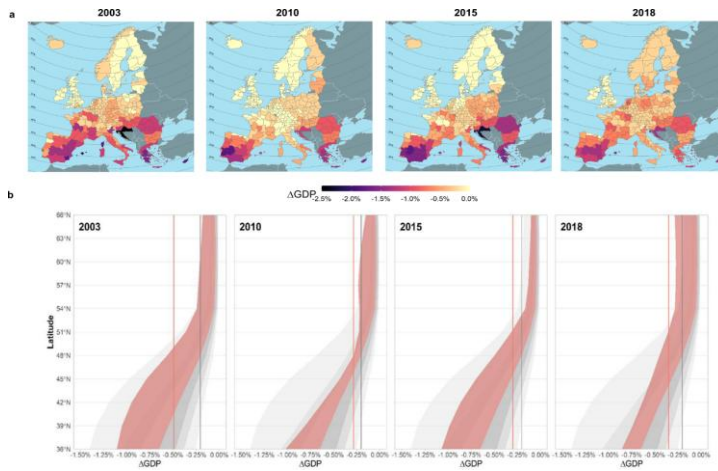 a
2003
2010
2015
2018
ΔGDP
-2.5% -2.0% -1.5% -1.0% -0.5% 0.0%
b
2003
2010
2015
2018
Latitude
66°N
63°N
60°N
57°N
54°N
51°N
48°N
45°N
42°N
39°N
36°N
-1.50% -1.25% -1.00% -0.75% -0.50% -0.25% 0.00%
-1.50% -1.25% -1.00% -0.75% -0.50% -0.25% 0.00%
-1.50% -1.25% -1.00% -0.75% -0.50% -0.25% 0.00%
-1.50% -1.25% -1.00% -0.75% -0.50% -0.25% 0.00%
ΔGDP
ΔGDP
ΔGDP
ΔGDP